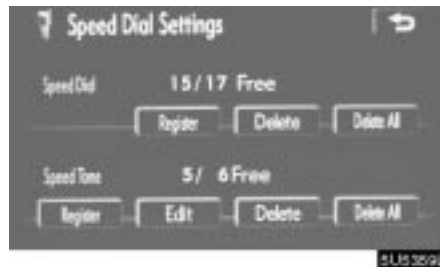 Speed Dial Settings
Speed Dial 15/17 Free
Register Delete Delete All
Speed Tone 5/ 6 Free
Register Edit Delete Delete All